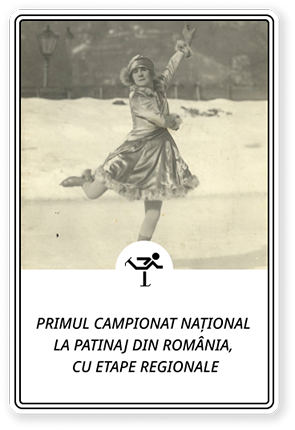 PRIMUL CAMPIONAT NAȚIONAL
LA PATINAJ DIN ROMÂNIA,
CU ETAPE REGIONALE